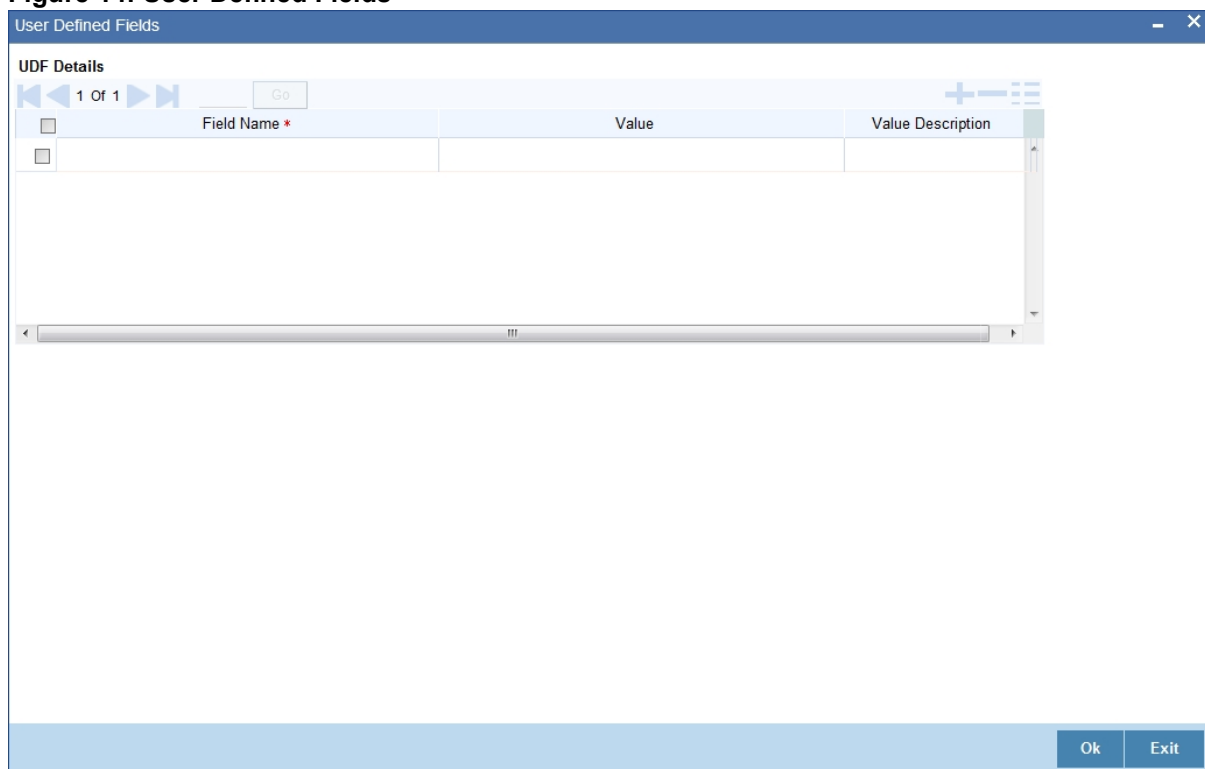 User Defined Fields
UDF Details
1 Of 1 Go
Field Name * Value Value Description
Ok Exit